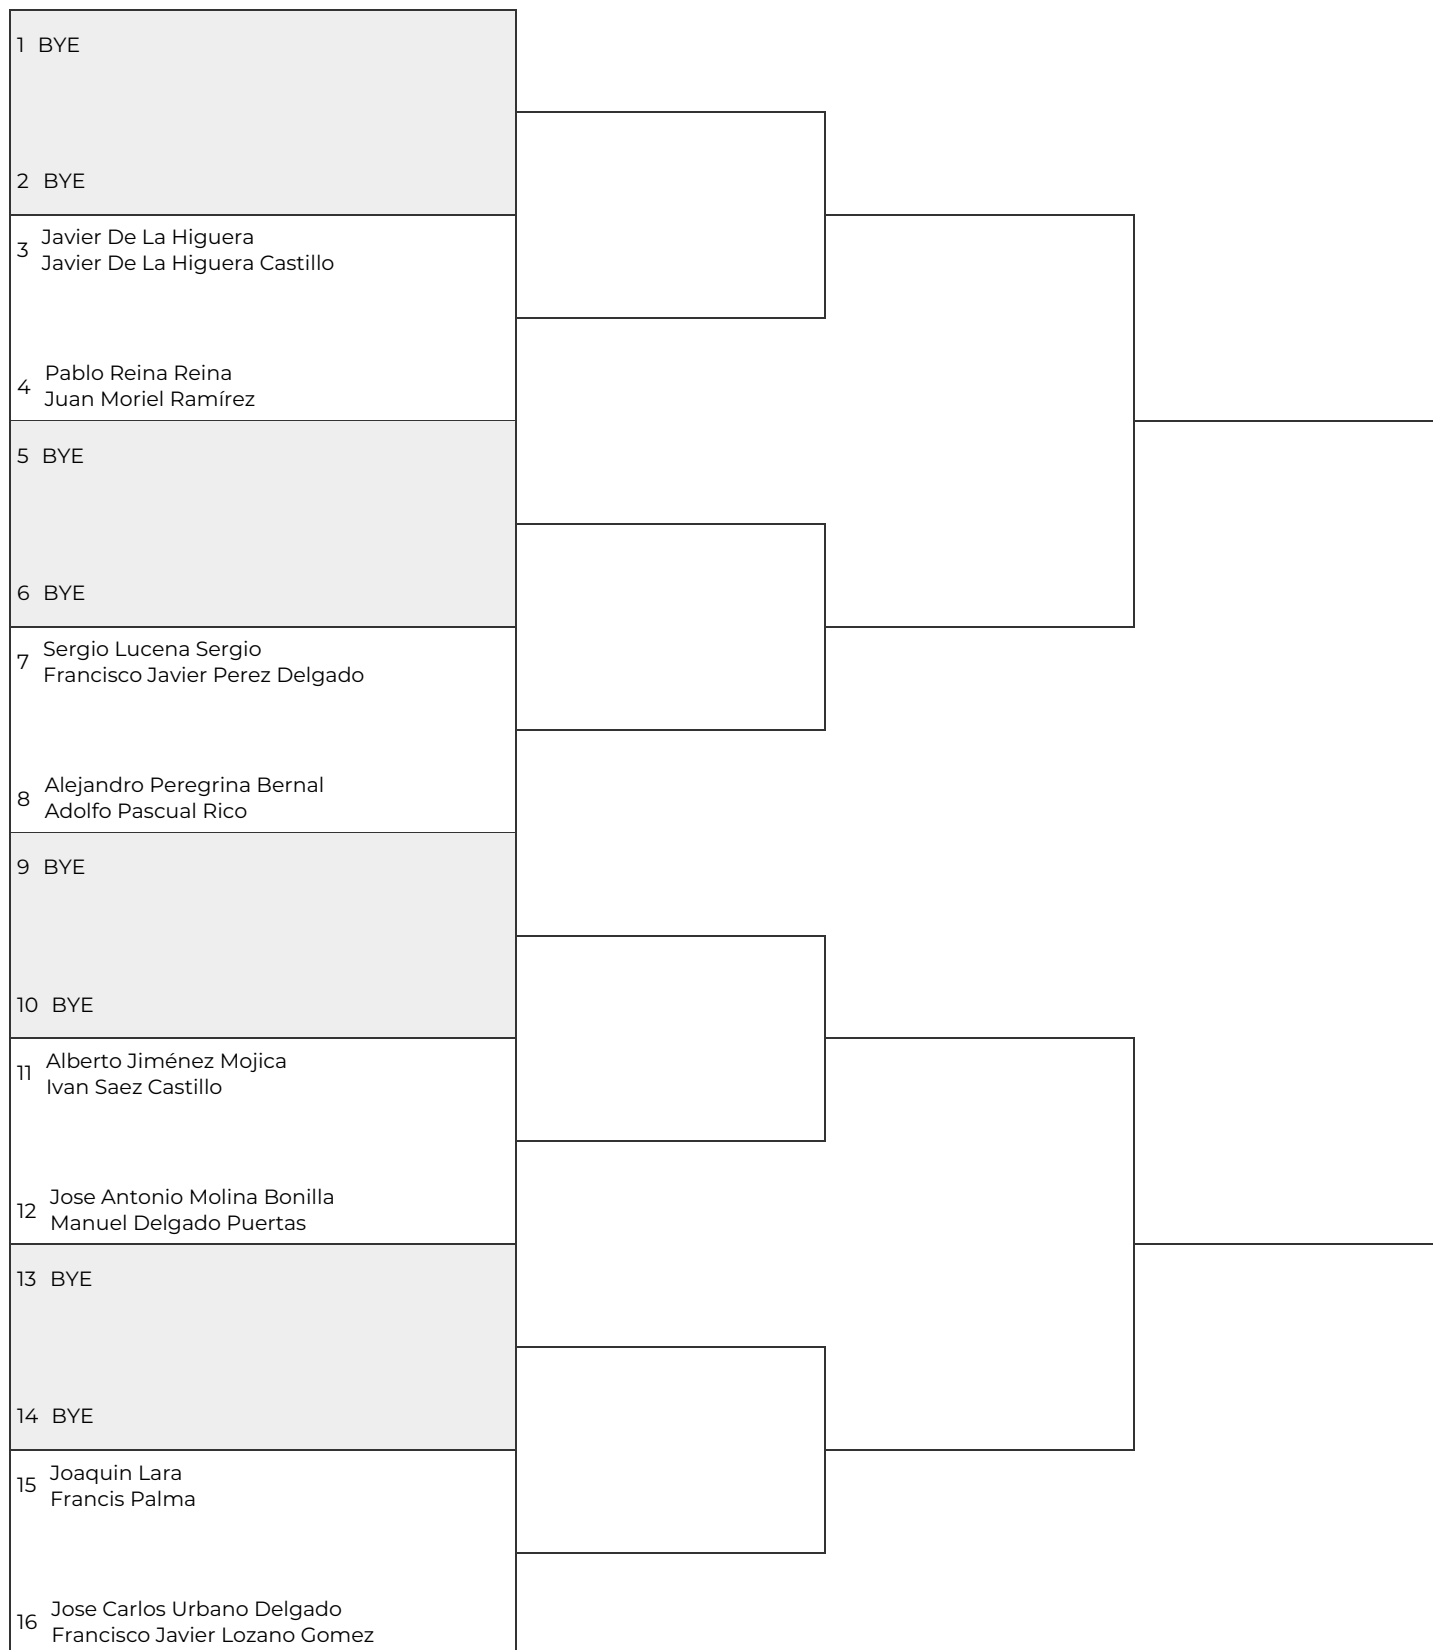 1 BYE
2 BYE
3 Javier De La Higuera
Javier De La Higuera Castillo
4 Pablo Reina Reina
Juan Moriel Ramírez
5 BYE
6 BYE
7 Sergio Lucena Sergio
Francisco Javier Perez Delgado
8 Alejandro Peregrina Bernal
Adolfo Pascual Rico
9 BYE
10 BYE
11 Alberto Jiménez Mojica
Ivan Saez Castillo
12 Jose Antonio Molina Bonilla
Manuel Delgado Puertas
13 BYE
14 BYE
15 Joaquin Lara
Francis Palma
16 Jose Carlos Urbano Delgado
Francisco Javier Lozano Gomez